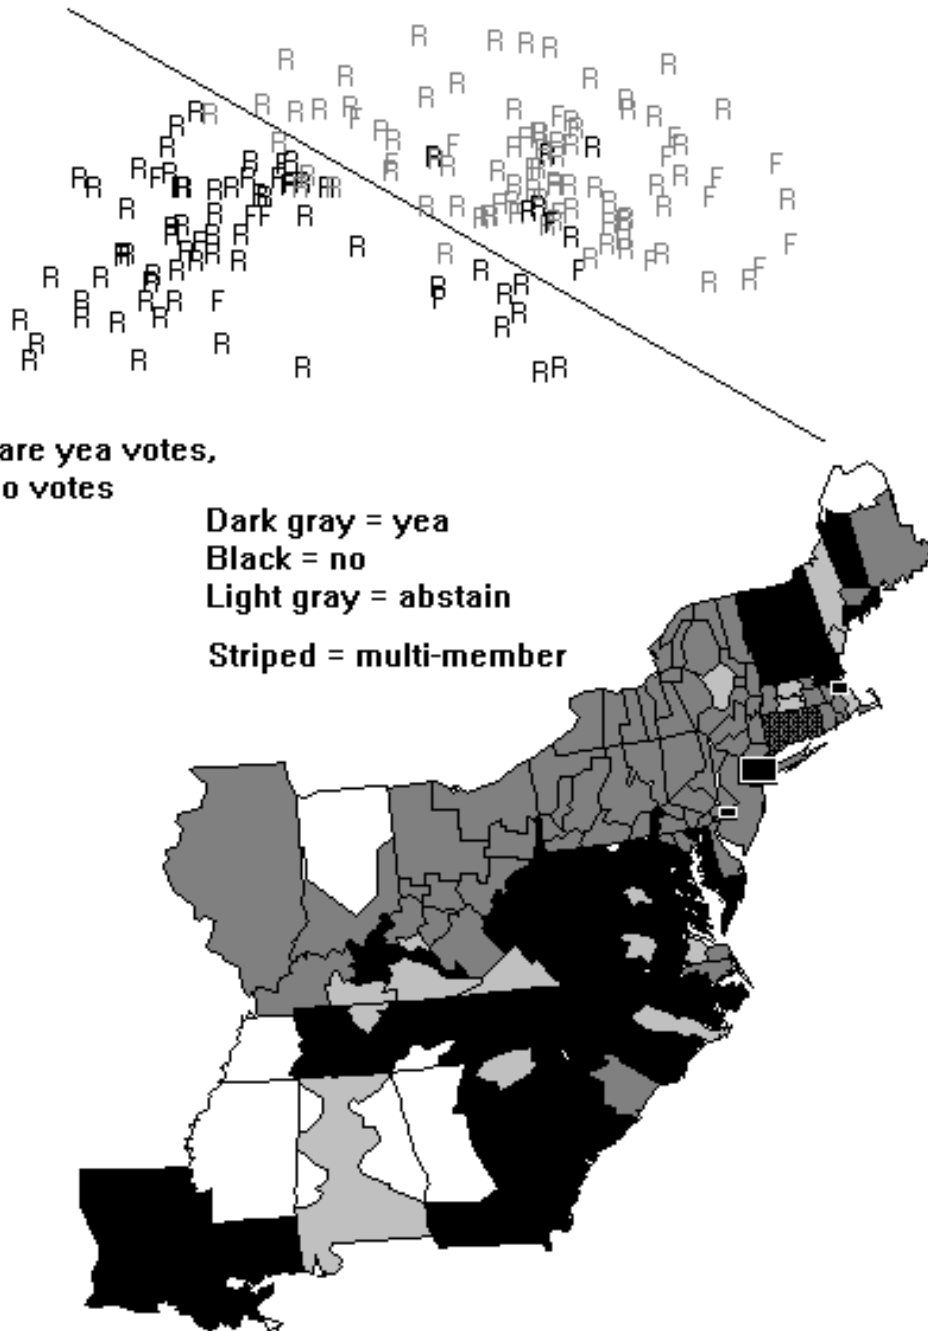 are yea votes,
o votes
Dark gray = yea
Black = no
Light gray = abstain
Striped = multi-member